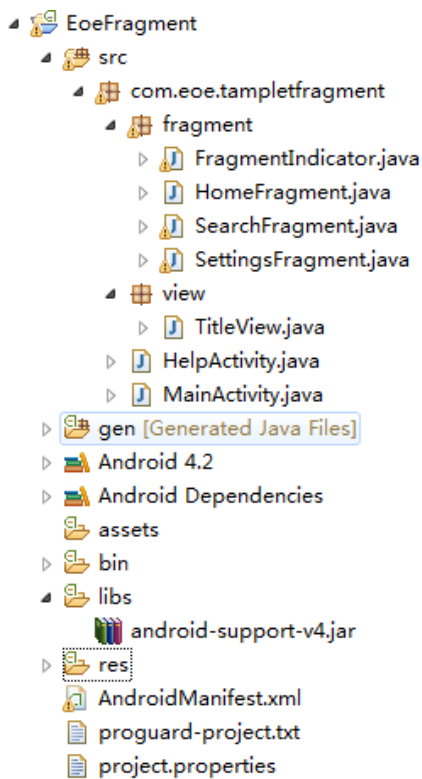 EoeFragment
src
com.eoe.tampletfragment
fragment
FragmentIndicator.java
HomeFragment.java
SearchFragment.java
SettingsFragment.java
view
TitleView.java
HelpActivity.java
MainActivity.java
gen [Generated Java Files]
Android 4.2
Android Dependencies
assets
bin
libs
android-support-v4.jar
res
AndroidManifest.xml
proguard-project.txt
project.properties